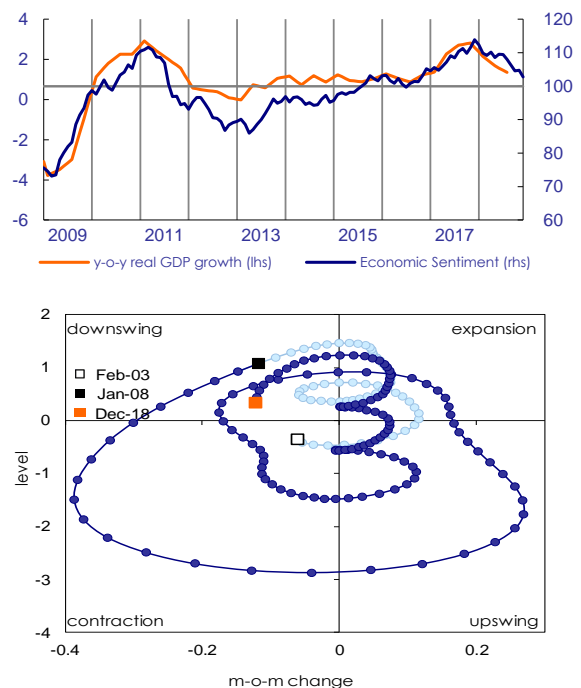 4 120
2 110
0 100
-2 90
-4 80
70
-6 60
2009 2011 2013 2015 2017
y-o-y real GDP growth (lhs) Economic Sentiment (rhs)
2
downswing expansion
1
Feb-03
Jan-08
Dec-18
0
-1
level
-2
-3
contraction upswing
-4
-0.4 -0.2 0 0.2
m-o-m change